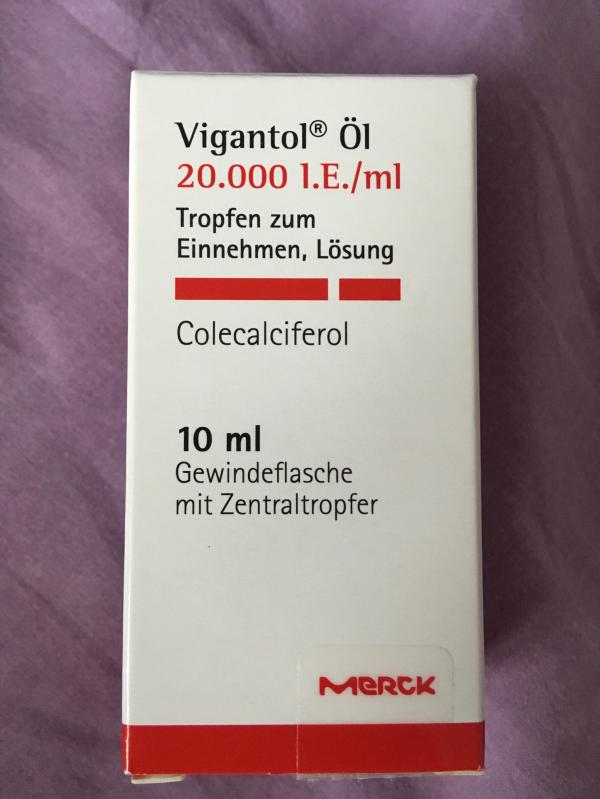 Vigantol® Öl
20.000 I.E./ml
Tropfen zum
Einnehmen, Lösung
Colecalciferol
10 ml
Gewindeflasche
mit Zentraltropfer
MERCK